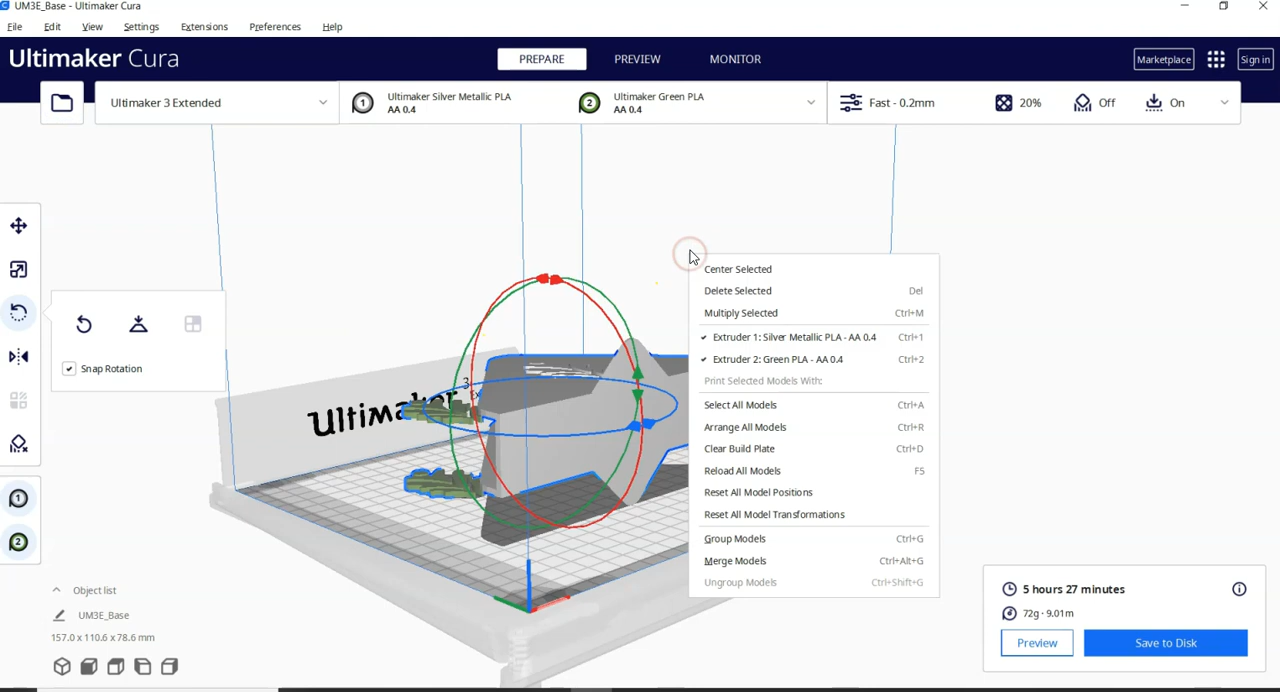 UM3E_Base - Ultimaker Cura
File Edit View Settings Extensions Preferences Help
Ultimaker Cura
PREPARE PREVIEW MONITOR
Marketplace Sign in
Ultimaker 3 Extended
1 Ultimaker Silver Metallic PLA
AA 0.4
2 Ultimaker Green PLA
AA 0.4
Fast - 0.2mm 20% Off On
Snap Rotation
Ultimaker
3
Center Selected
Delete Selected Del
Multiply Selected Ctrl+M
Extruder 1: Silver Metallic PLA - AA 0.4 Ctrl+1
Extruder 2: Green PLA - AA 0.4 Ctrl+2
Print Selected Models With:
Select All Models Ctrl+A
Arrange All Models Ctrl+R
Clear Build Plate Ctrl+D
Reload All Models F5
Reset All Model Positions
Reset All Model Transformations
Group Models Ctrl+G
Merge Models Ctrl+Alt+G
Ungroup Models Ctrl+Shift+G
1
2
Object list
UM3E_Base
157.0 x 110.6 x 78.6 mm
5 hours 27 minutes
72g · 9.01m
Preview Save to Disk